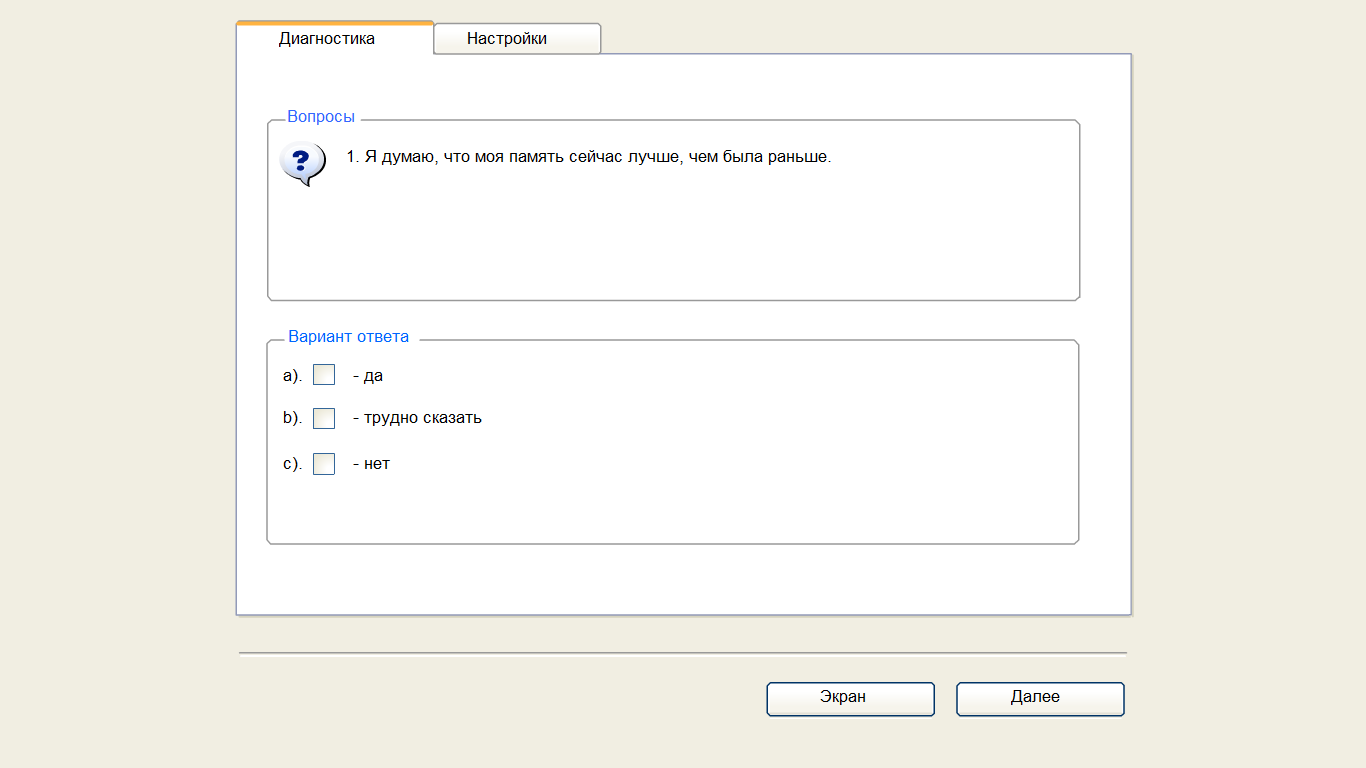 Диагностика Настройки
Вопросы
?
1. Я думаю, что моя память сейчас лучше, чем была раньше.
Вариант ответа
a). - да
b). - трудно сказать
c). - нет
Экран Далее